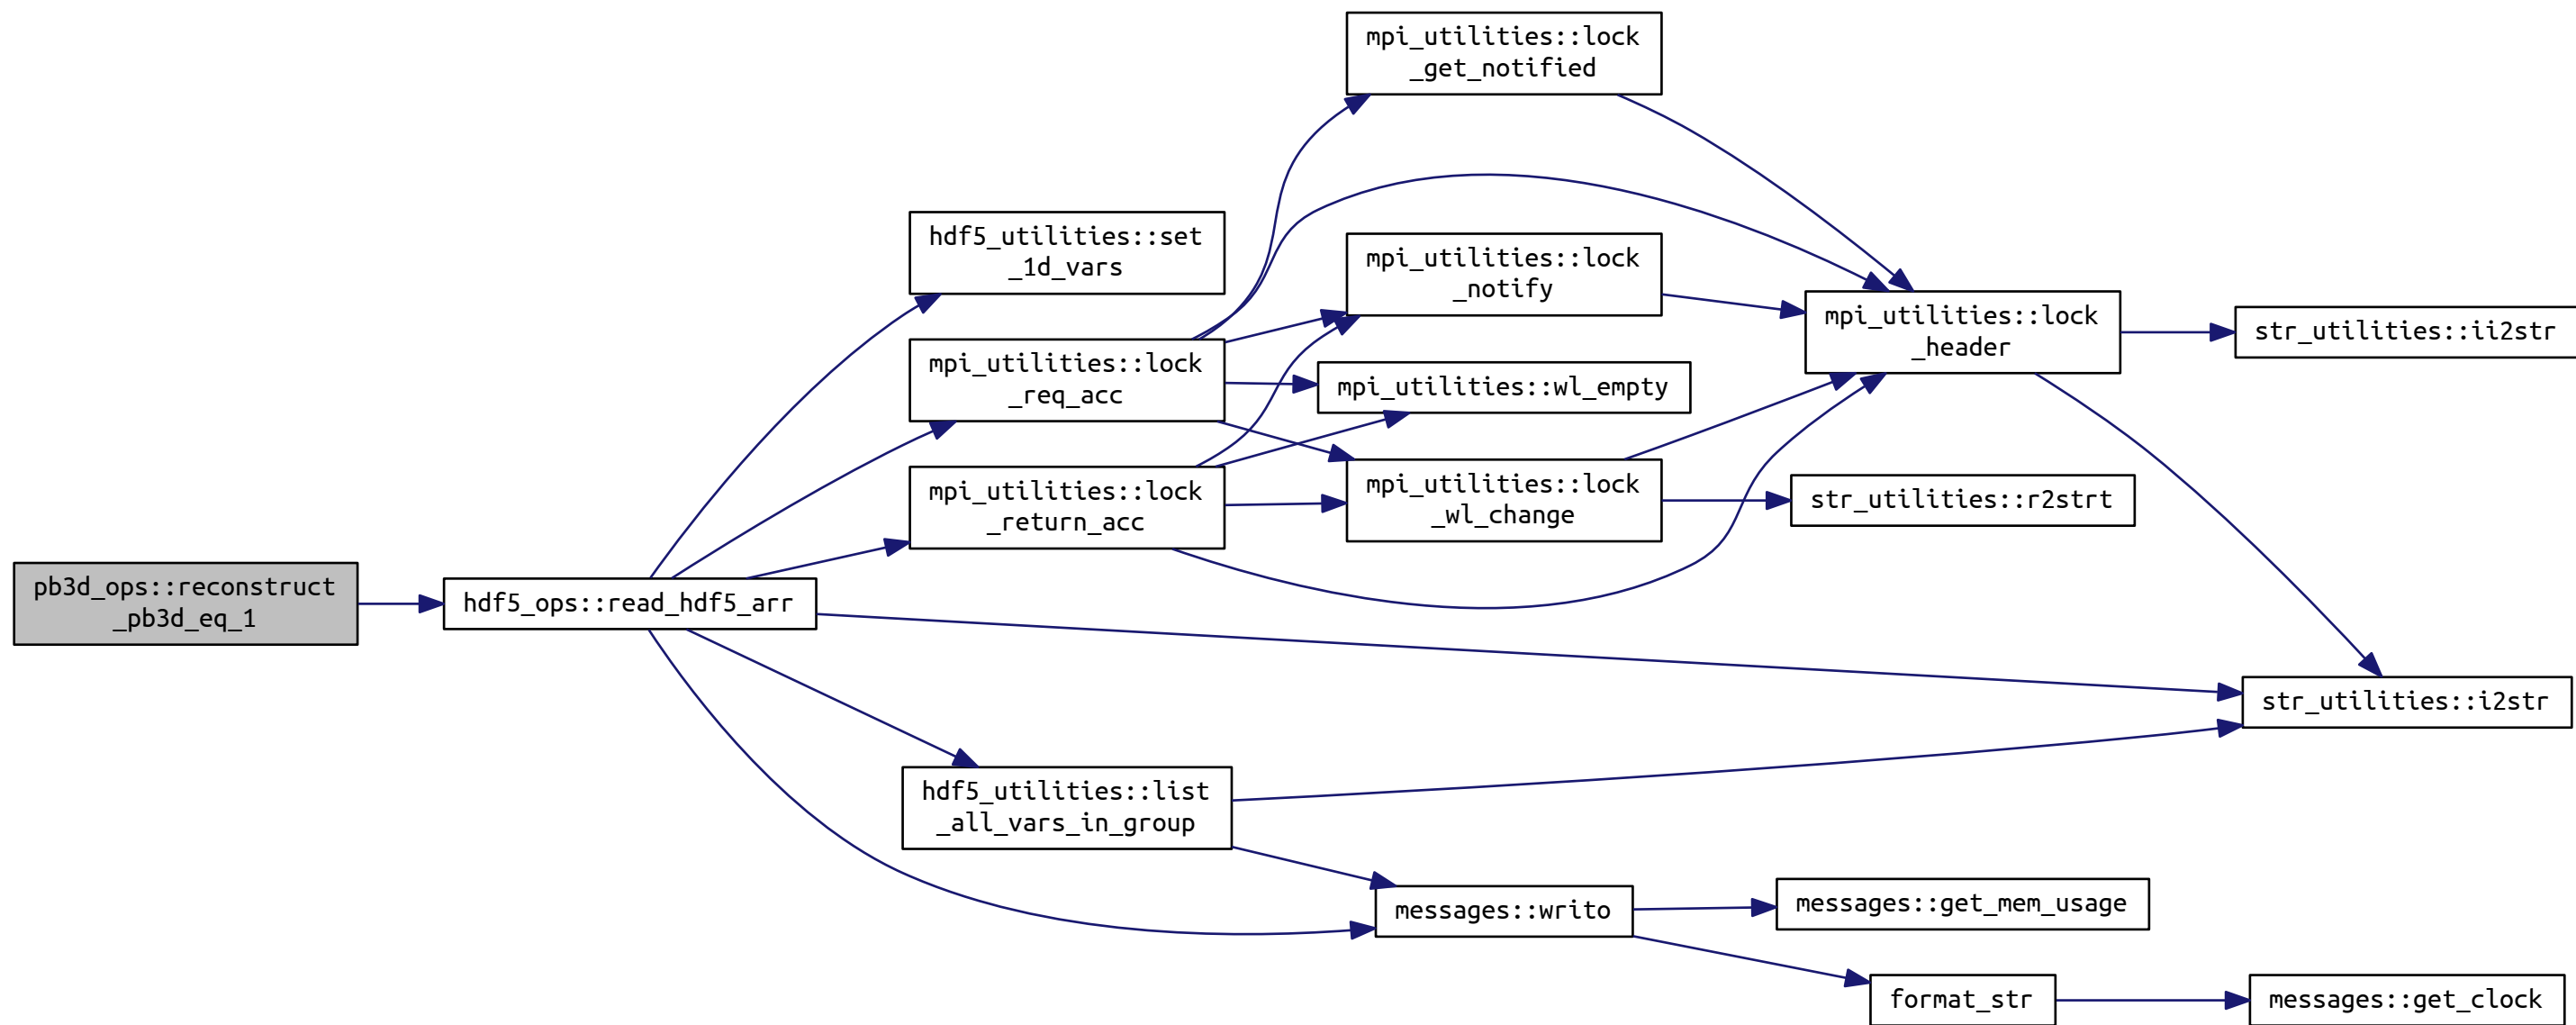 mpi_utilities::lock
_get_notified
hdf5_utilities::set
_1d_vars
mpi_utilities::lock
_notify
mpi_utilities::lock
_header
str_utilities::ii2str
mpi_utilities::lock
_req_acc
mpi_utilities::wl_empty
mpi_utilities::lock
_return_acc
mpi_utilities::lock
_wl_change
str_utilities::r2strt
pb3d_ops::reconstruct
_pb3d_eq_1
hdf5_ops::read_hdf5_arr
str_utilities::i2str
hdf5_utilities::list
_all_vars_in_group
messages::writo
messages::get_mem_usage
format_str
messages::get_clock